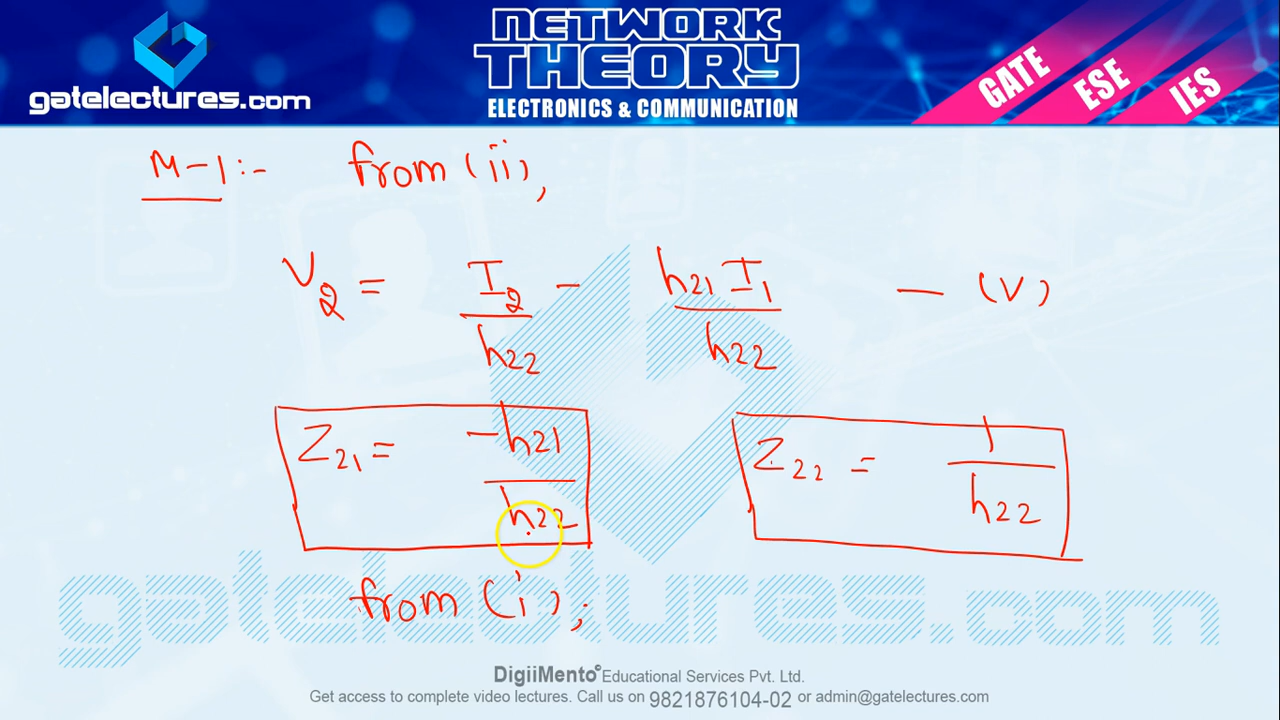 gatelectures.com
NETWORK
THEORY
ELECTRONICS & COMMUNICATION
GATE
ESE
IES
M-1:- from (ii),
V₂ = I₂/h₂₂ - h₂₁ I₁/h₂₂ — (V)
Z₂₁ = -h₂₁/h₂₂
Z₂₂ = 1/h₂₂
from (i),
gatelectures.com
DigiiMento© Educational Services Pvt. Ltd.
Get access to complete video lectures. Call us on 9821876104-02 or admin@gatelectures.com